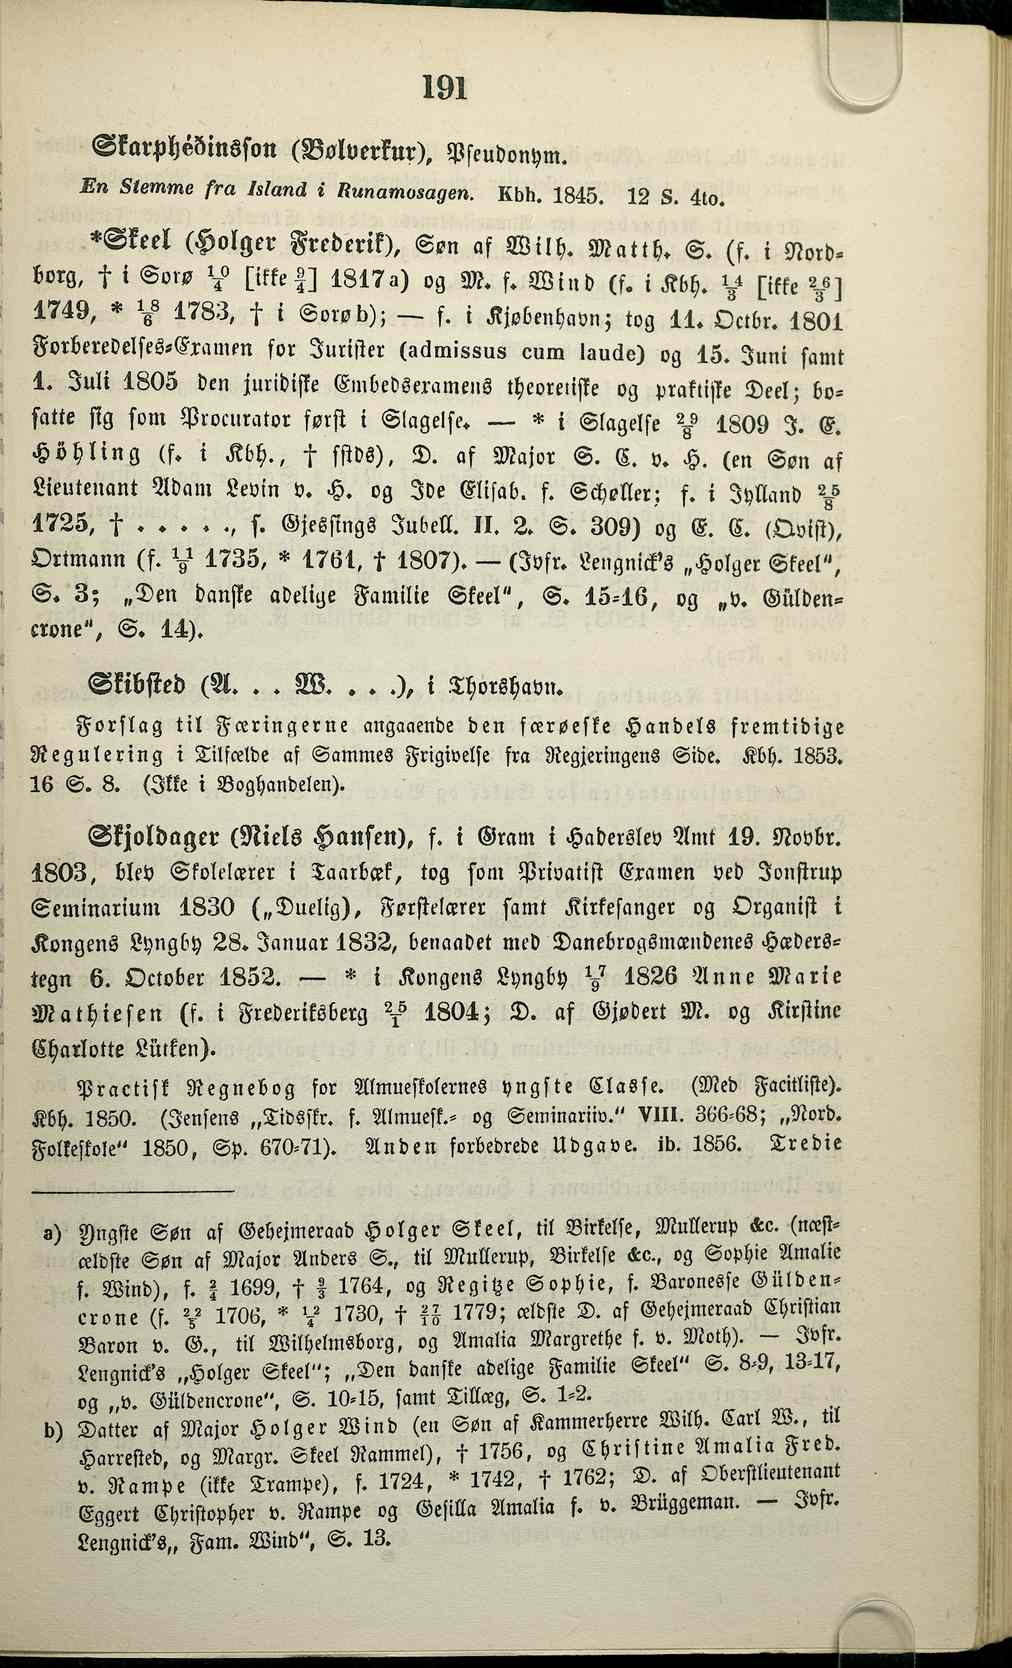 191
Skarphéðinsson (Bølverkur), Pseudonym.
En Stemme fra Island i Runamosagen. Kbh. 1845. 12 S. 4to.
*Skeel (Holger Frederik), Søn af Wilh. Matth. S. (f. i Nord-
borg, † i Sorø 10/4 [ikke 9/4] 1817a) og M. f. Wind (f. i Kbh. 14/3 [ikke 26/3]
1749, * 18/6 1783, † i Sorø b); — f. i Kjøbenhavn; tog 11. Octbr. 1801
Forberedelses-Examen for Jurister (admissus cum laude) og 15. Juni samt
1. Juli 1805 den juridiske Embedsexamens theoretiske og praktiske Deel; bo-
satte sig som Procurator først i Slagelse. — * i Slagelse 29/8 1809 J. E.
Höhling (f. i Kbh., † sstds), D. af Major S. C. v. H. (en Søn af
Lieutenant Adam Levin v. H. og Ide Elisab. f. Schøller; f. i Jylland 25/8
1725, † . . . . ., s. Gjessings Jubell. II. 2. S. 309) og E. C. (Qvist),
Ortmann (f. 11/9 1735, * 1761, † 1807). — (Jvfr. Lengnick's „Holger Skeel“,
S. 3; „Den danske adelige Familie Skeel“, S. 15-16, og „v. Gülden-
crone“, S. 14).
Skibsted (A. . . W. . . .), i Thorshavn.
Forslag til Færingerne angaaende den færøeske Handels fremtidige
Regulering i Tilfælde af Sammes Frigivelse fra Regjeringens Side. Kbh. 1853.
16 S. 8. (Ikke i Boghandelen).
Skjoldager (Niels Hansen), f. i Gram i Haderslev Amt 19. Novbr.
1803, blev Skolelærer i Taarbæk, tog som Privatist Examen ved Jonstrup
Seminarium 1830 („Duelig), Førstelærer samt Kirkesanger og Organist i
Kongens Lyngby 28. Januar 1832, benaadet med Danebrogsmændenes Hæders-
tegn 6. October 1852. — * i Kongens Lyngby 17/9 1826 Anne Marie
Mathiesen (f. i Frederiksberg 25/1 1804; D. af Gjødert M. og Kirstine
Charlotte Lütken).
Practisk Regnebog for Almueskolernes yngste Classe. (Med Facitliste).
Kbh. 1850. (Jensens „Tidsskr. f. Almuesk.- og Seminariiv.“ VIII. 366-68; „Nord.
Folkeskole“ 1850, Sp. 670-71). Anden forbedrede Udgave. ib. 1856. Tredie
a) Yngste Søn af Gehejmeraad Holger Skeel, til Birkelse, Mullerup &c. (næst-
ældste Søn af Major Anders S., til Mullerup, Birkelse &c., og Sophie Amalie
f. Wind), f. 2/4 1699, † 9/3 1764, og Regitze Sophie, f. Baronesse Gülden-
crone (f. 22/5 1706, * 12/4 1730, † 27/10 1779; ældste D. af Gehejmeraad Christian
Baron v. G., til Wilhelmsborg, og Amalia Margrethe f. v. Moth). — Jvfr.
Lengnick's „Holger Skeel“; „Den danske adelige Familie Skeel“ S. 8-9, 13-17,
og „v. Güldencrone“, S. 10-15, samt Tillæg, S. 1-2.
b) Datter af Major Holger Wind (en Søn af Kammerherre Wilh. Carl W., til
Harrested, og Margr. Skeel Rammel), † 1756, og Christine Amalia Fred.
v. Rampe (ikke Trampe), f. 1724, * 1742, † 1762; D. af Oberstlieutenant
Eggert Christopher v. Rampe og Gesilla Amalia f. v. Brüggeman. — Jvfr.
Lengnick's„ Fam. Wind“, S. 13.